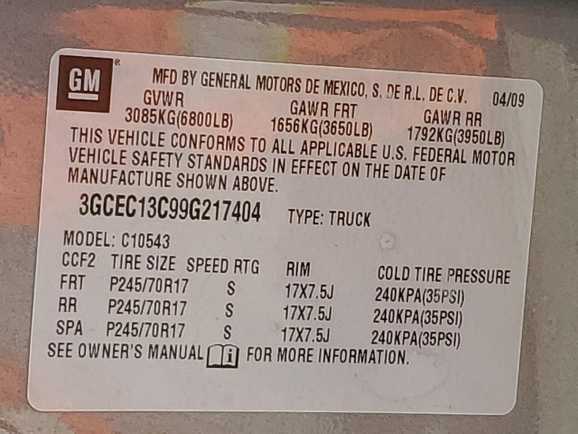 GM ® MFD BY GENERAL MOTORS DE MEXICO, S. DE R.L. DE C.V. 04/09
GVWR GAWR FRT GAWR RR
3085KG(6800LB) 1656KG(3650LB) 1792KG(3950LB)
THIS VEHICLE CONFORMS TO ALL APPLICABLE U.S. FEDERAL MOTOR
VEHICLE SAFETY STANDARDS IN EFFECT ON THE DATE OF
MANUFACTURE SHOWN ABOVE.
3GCEC13C99G217404 TYPE: TRUCK
MODEL: C10543
CCF2 TIRE SIZE SPEED RTG RIM COLD TIRE PRESSURE
FRT P245/70R17 S 17X7.5J 240KPA(35PSI)
RR P245/70R17 S 17X7.5J 240KPA(35PSI)
SPA P245/70R17 S 17X7.5J 240KPA(35PSI)
SEE OWNER'S MANUAL i FOR MORE INFORMATION.